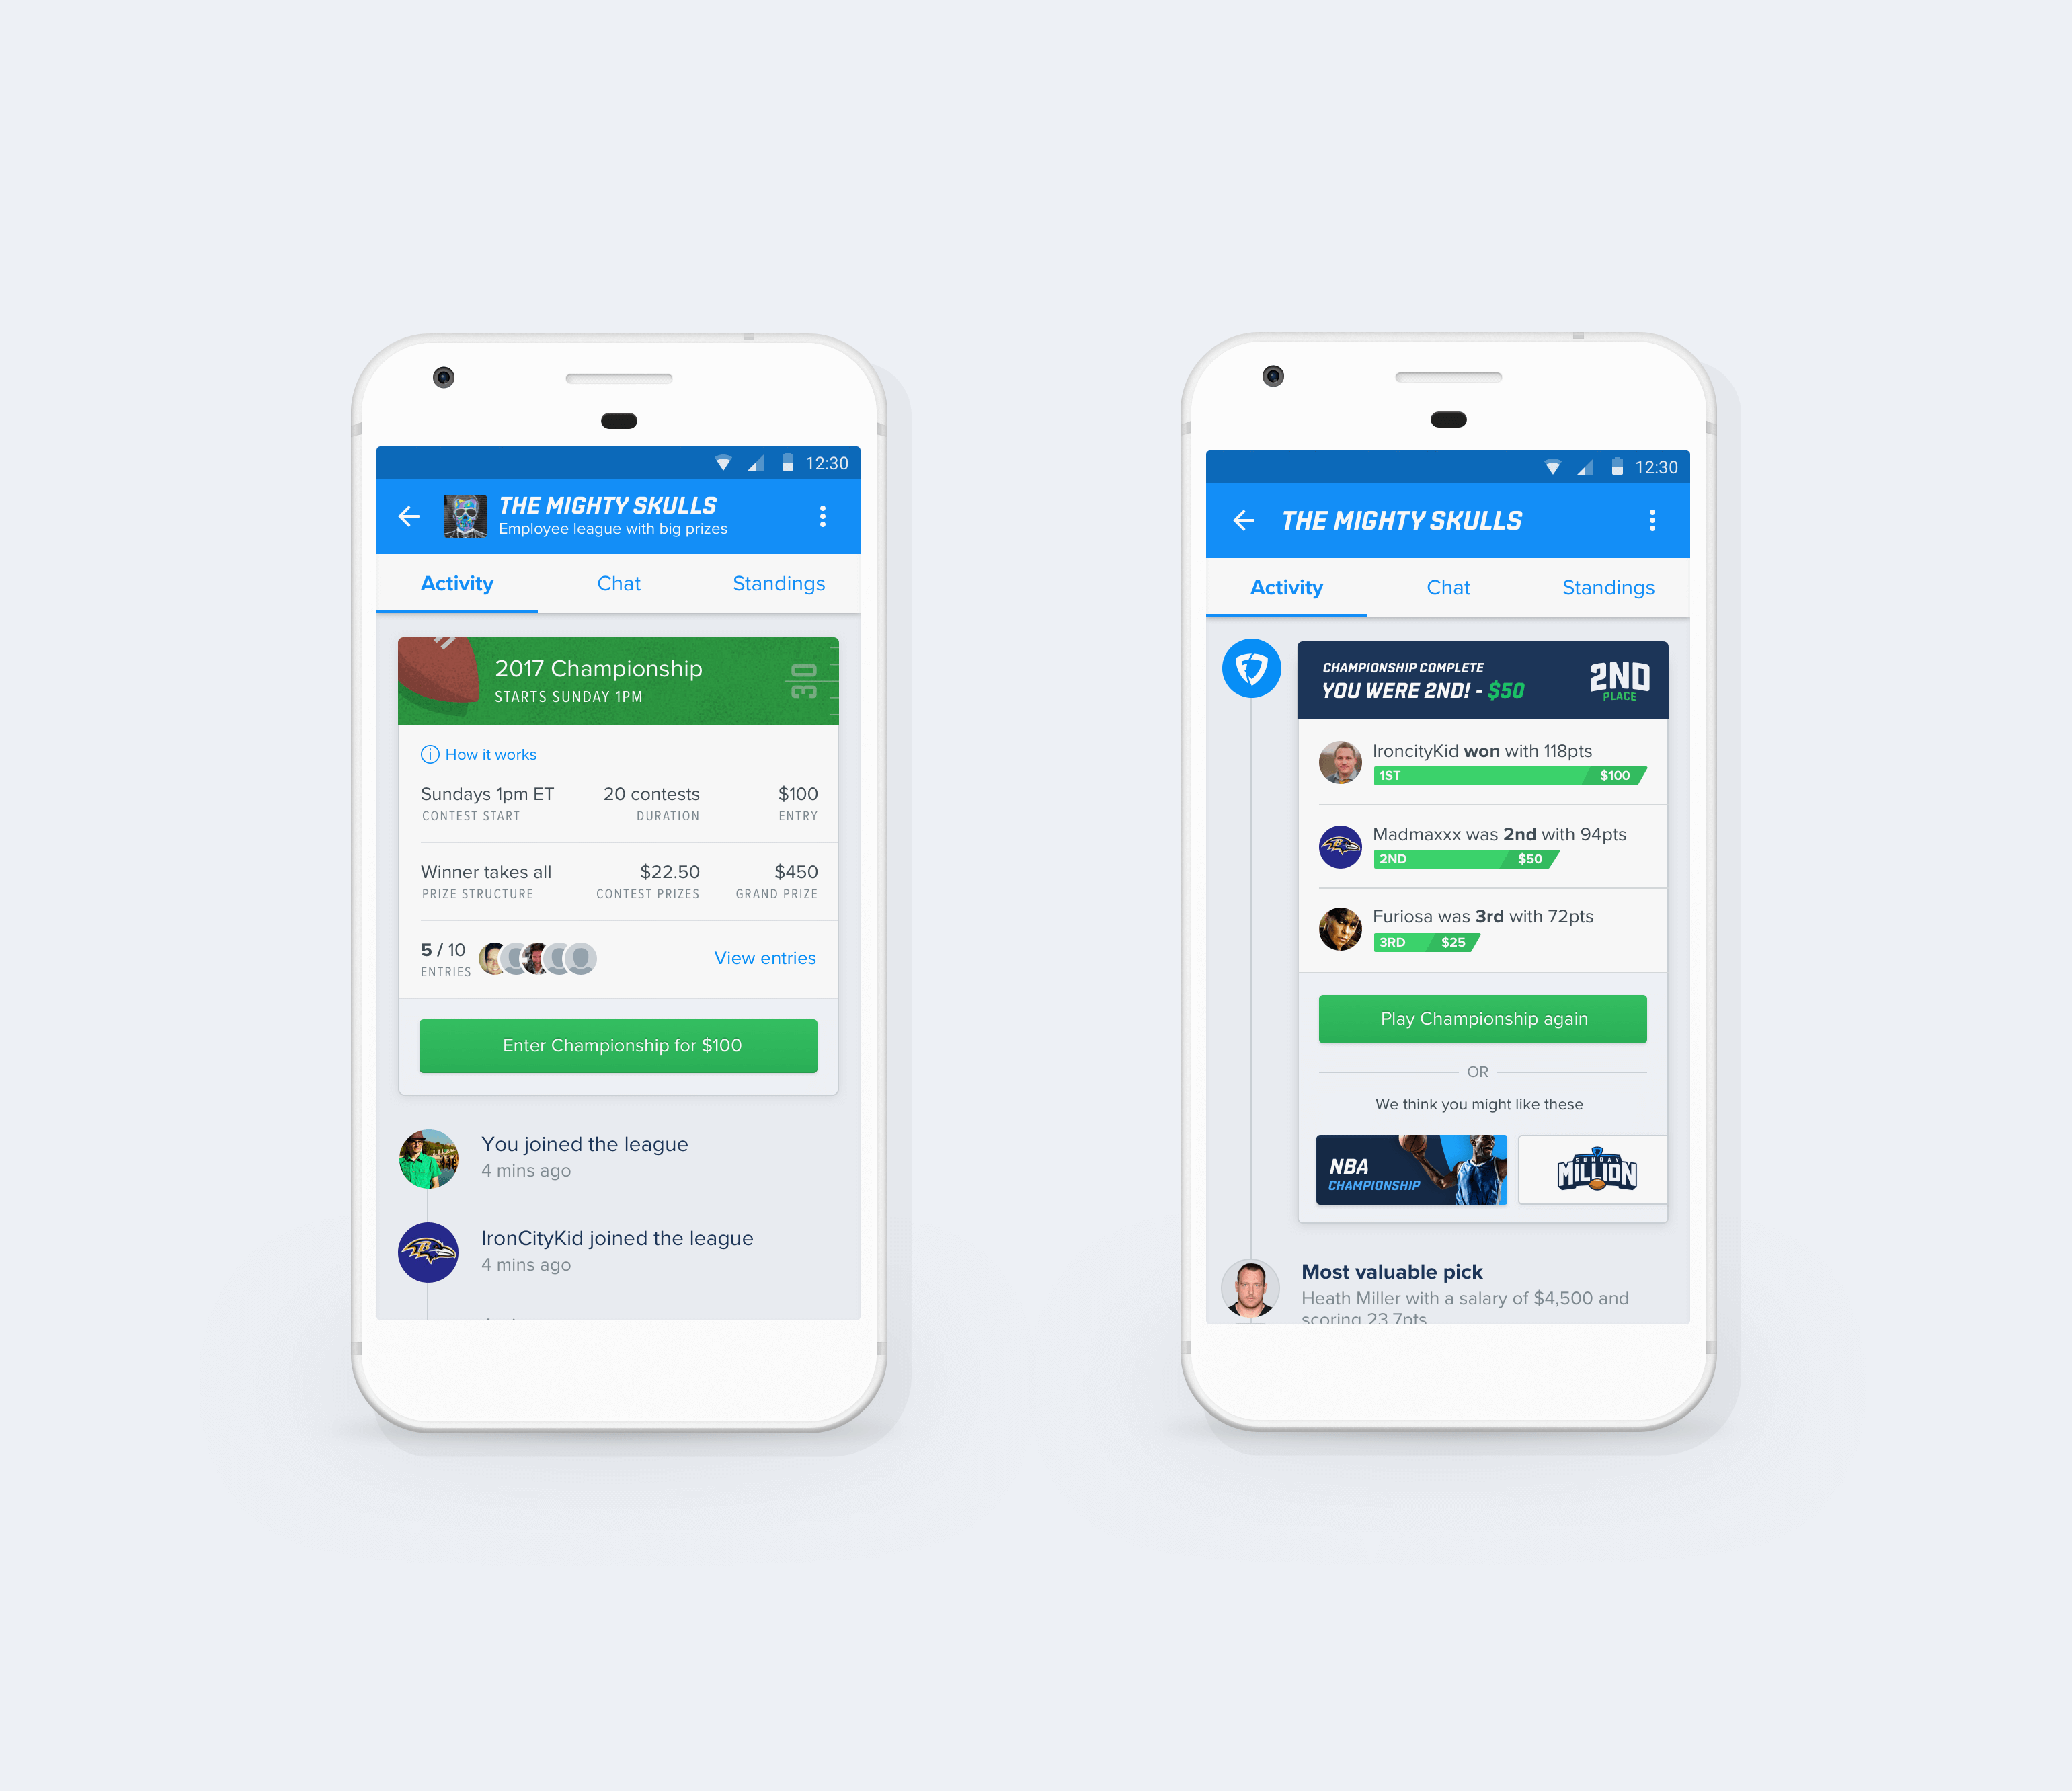 12:30
THE MIGHTY SKULLS
Employee league with big prizes
Activity Chat Standings
2017 Championship
STARTS SUNDAY 1PM
30
How it works
Sundays 1pm ET 20 contests $100
CONTEST START DURATION ENTRY
Winner takes all $22.50 $450
PRIZE STRUCTURE CONTEST PRIZES GRAND PRIZE
5 / 10
ENTRIES
View entries
Enter Championship for $100
You joined the league
4 mins ago
IronCityKid joined the league
4 mins ago
12:30
THE MIGHTY SKULLS
Activity Chat Standings
CHAMPIONSHIP COMPLETE
YOU WERE 2ND! - $50
2ND
PLACE
IroncityKid won with 118pts
1ST $100
Madmaxxx was 2nd with 94pts
2ND $50
Furiosa was 3rd with 72pts
3RD $25
Play Championship again
OR
We think you might like these
NBA
CHAMPIONSHIP
SUNDAY
MILLION
Most valuable pick
Heath Miller with a salary of $4,500 and
scoring 23.7pts